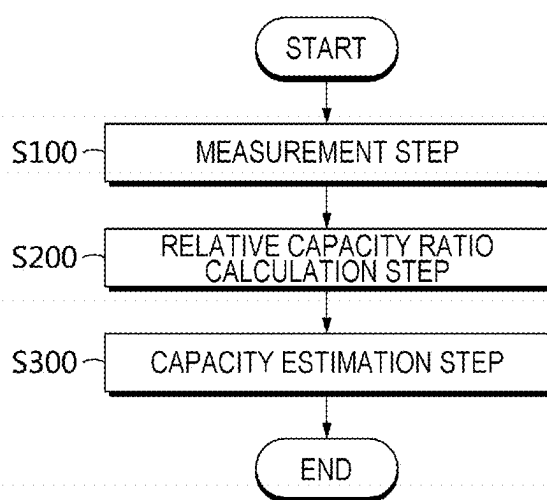 START
S100
MEASUREMENT STEP
S200
RELATIVE CAPACITY RATIO
CALCULATION STEP
S300
CAPACITY ESTIMATION STEP
END